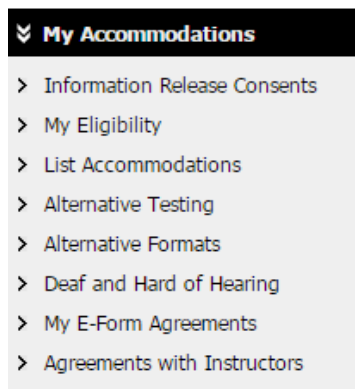 My Accommodations
Information Release Consents
My Eligibility
List Accommodations
Alternative Testing
Alternative Formats
Deaf and Hard of Hearing
My E-Form Agreements
Agreements with Instructors